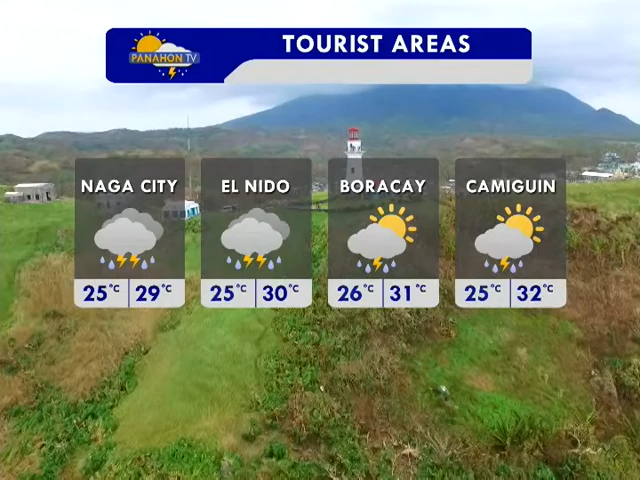 PANAHON TV
TOURIST AREAS
NAGA CITY
25°C 29°C
EL NIDO
25°C 30°C
BORACAY
26°C 31°C
CAMIGUIN
25°C 32°C